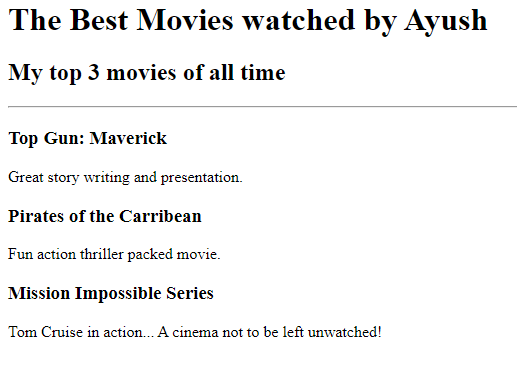 The Best Movies watched by Ayush
My top 3 movies of all time
Top Gun: Maverick
Great story writing and presentation.
Pirates of the Carribean
Fun action thriller packed movie.
Mission Impossible Series
Tom Cruise in action... A cinema not to be left unwatched!